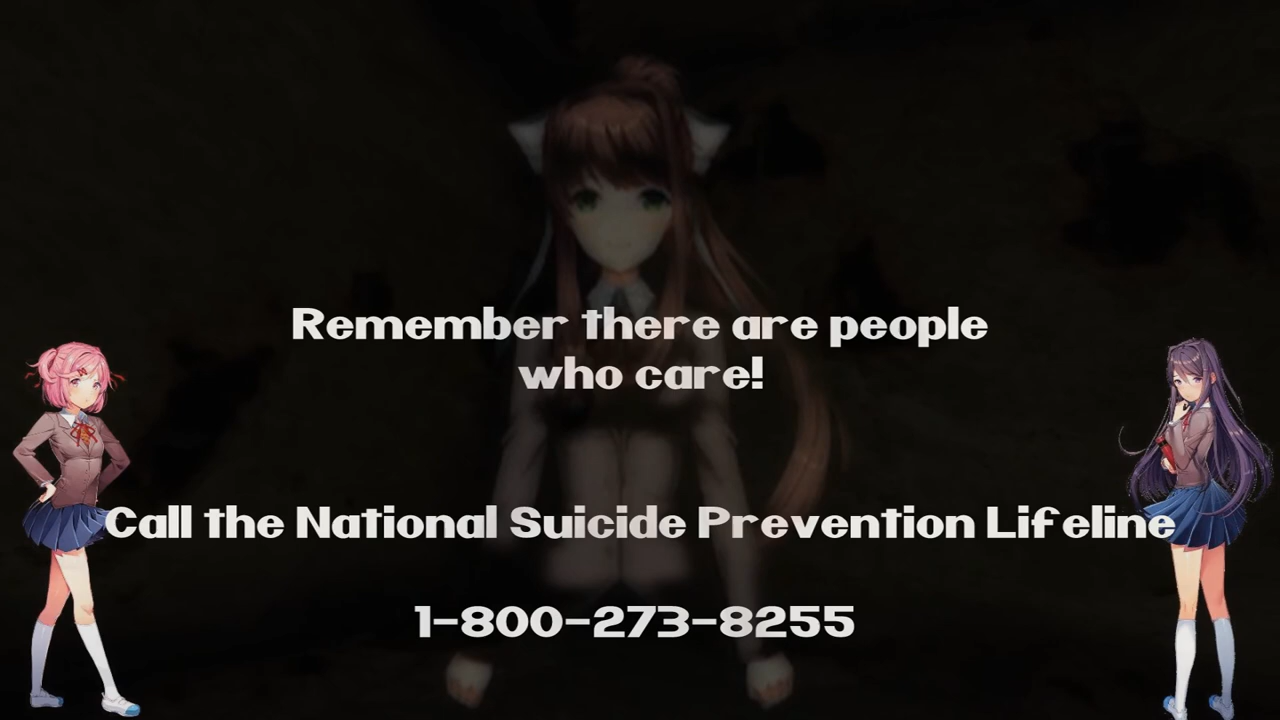 Remember there are people
who care!
Call the National Suicide Prevention Lifeline
1-800-273-8255